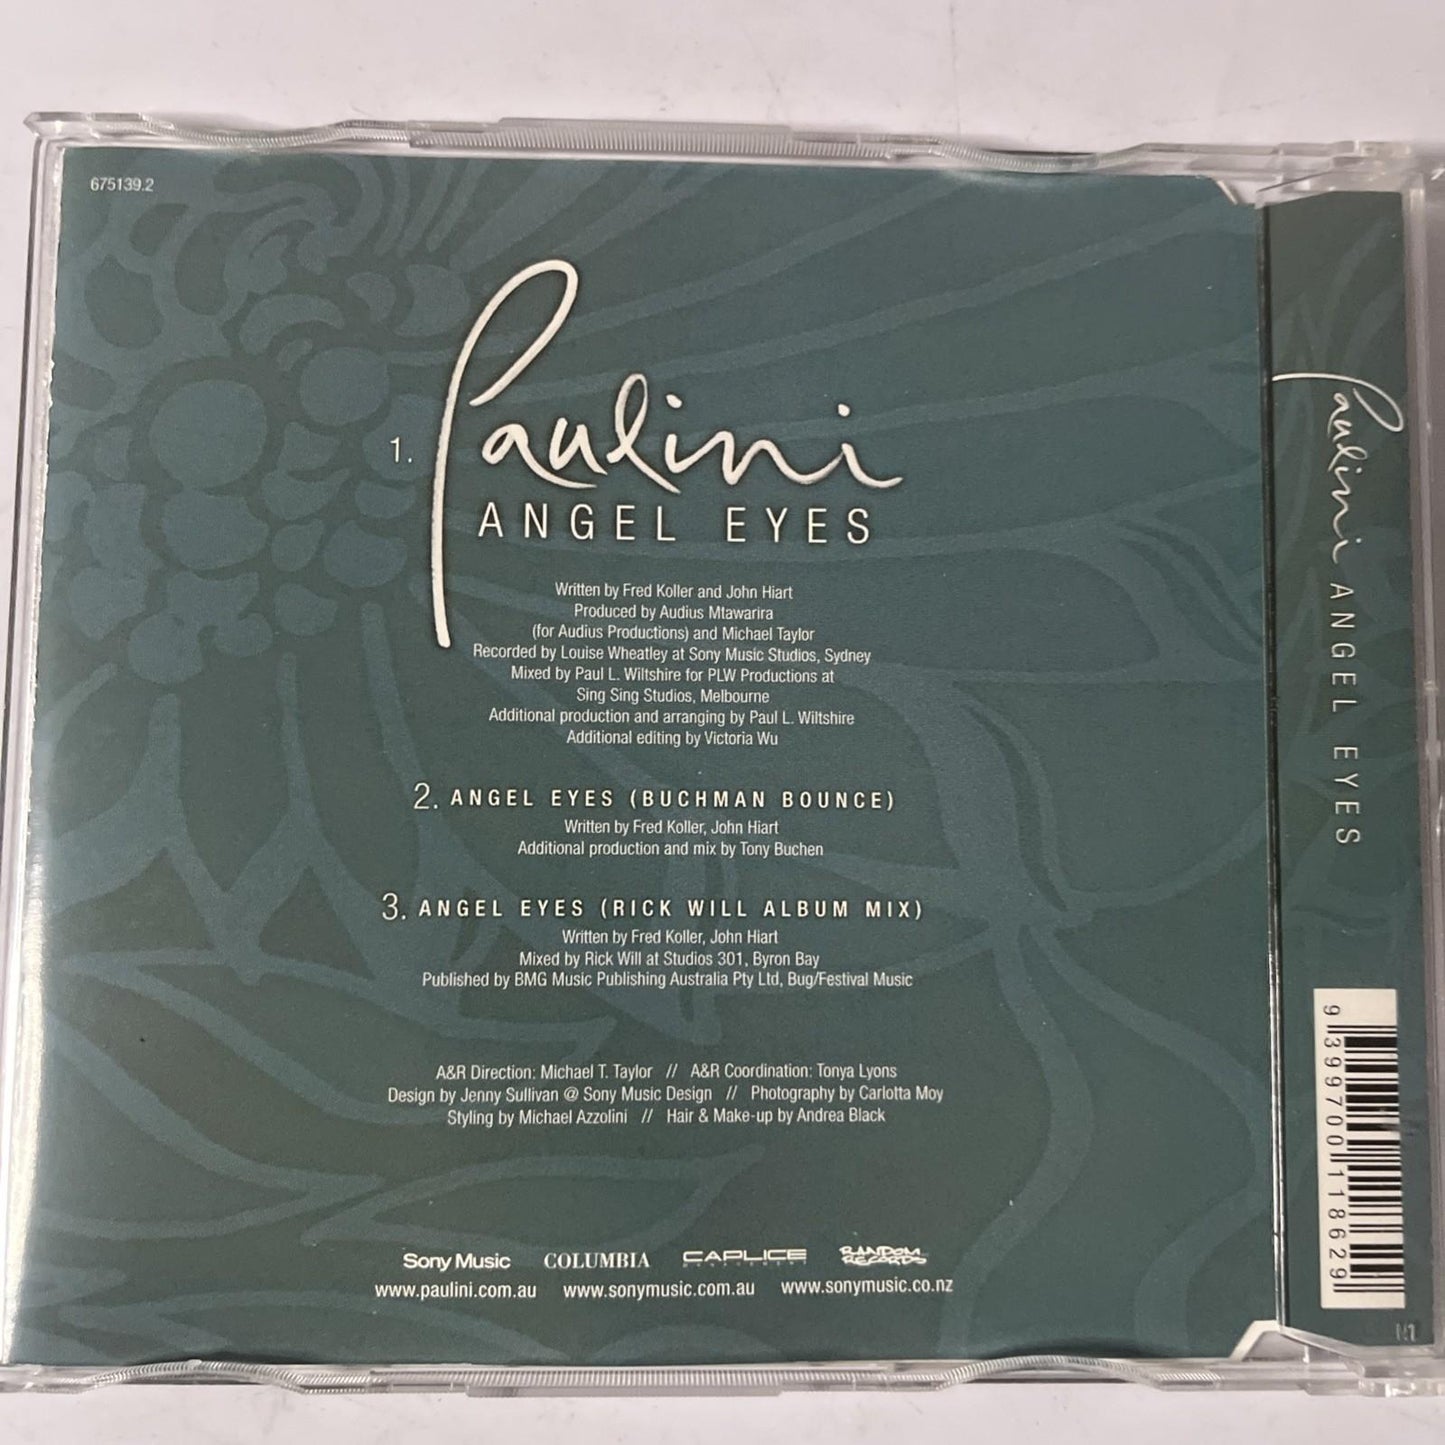 675139.2
1. Paulini
ANGEL EYES
Written by Fred Koller and John Hiart
Produced by Audius Mtawarira
(for Audius Productions) and Michael Taylor
Recorded by Louise Wheatley at Sony Music Studios, Sydney
Mixed by Paul L. Wiltshire for PLW Productions at
Sing Sing Studios, Melbourne
Additional production and arranging by Paul L. Wiltshire
Additional editing by Victoria Wu
2. ANGEL EYES (BUCHMAN BOUNCE)
Written by Fred Koller, John Hiart
Additional production and mix by Tony Buchen
3. ANGEL EYES (RICK WILL ALBUM MIX)
Written by Fred Koller, John Hiart
Mixed by Rick Will at Studios 301, Byron Bay
Published by BMG Music Publishing Australia Pty Ltd, Bug/Festival Music
A&R Direction: Michael T. Taylor // A&R Coordination: Tonya Lyons
Design by Jenny Sullivan @ Sony Music Design // Photography by Carlotta Moy
Styling by Michael Azzolini // Hair & Make-up by Andrea Black
Sony Music COLUMBIA CAPLICE MANAGEMENT RANDOM RECORDS
www.paulini.com.au www.sonymusic.com.au www.sonymusic.co.nz
Paulini ANGEL EYES
9 399700 118629